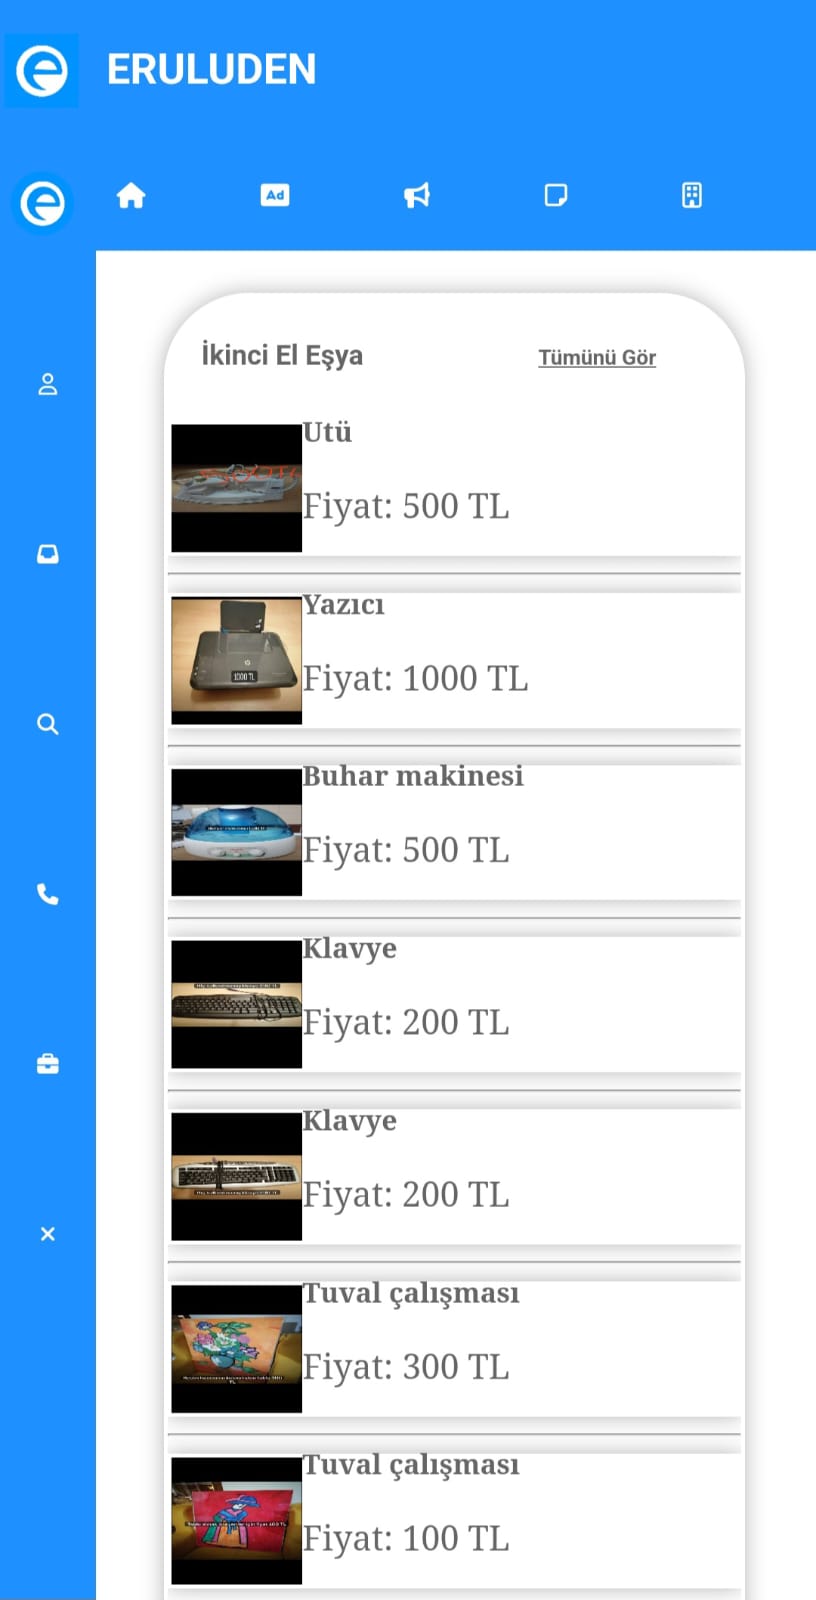 ERULUDEN
Ad
İkinci El Eşya
Tümünü Gör
Utü
Fiyat: 500 TL
Yazıcı
1000 TL
Fiyat: 1000 TL
Buhar makinesi
Fiyat: 500 TL
Klavye
Fiyat: 200 TL
Klavye
Fiyat: 200 TL
Tuval çalışması
Fiyat: 300 TL
Tuval çalışması
Fiyat: 100 TL